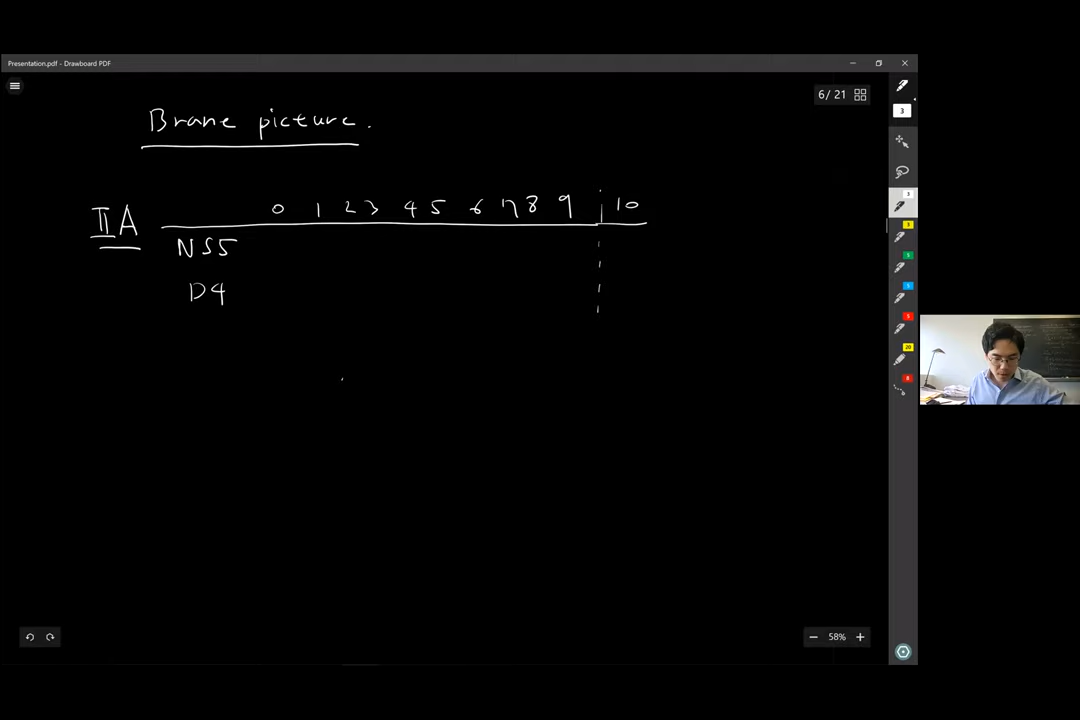 Presentation.pdf - Drawboard PDF
6/ 21
3
Brane picture.
IIA 0 1 2 3 4 5 6 7 8 9 10
NS5
D4
58%